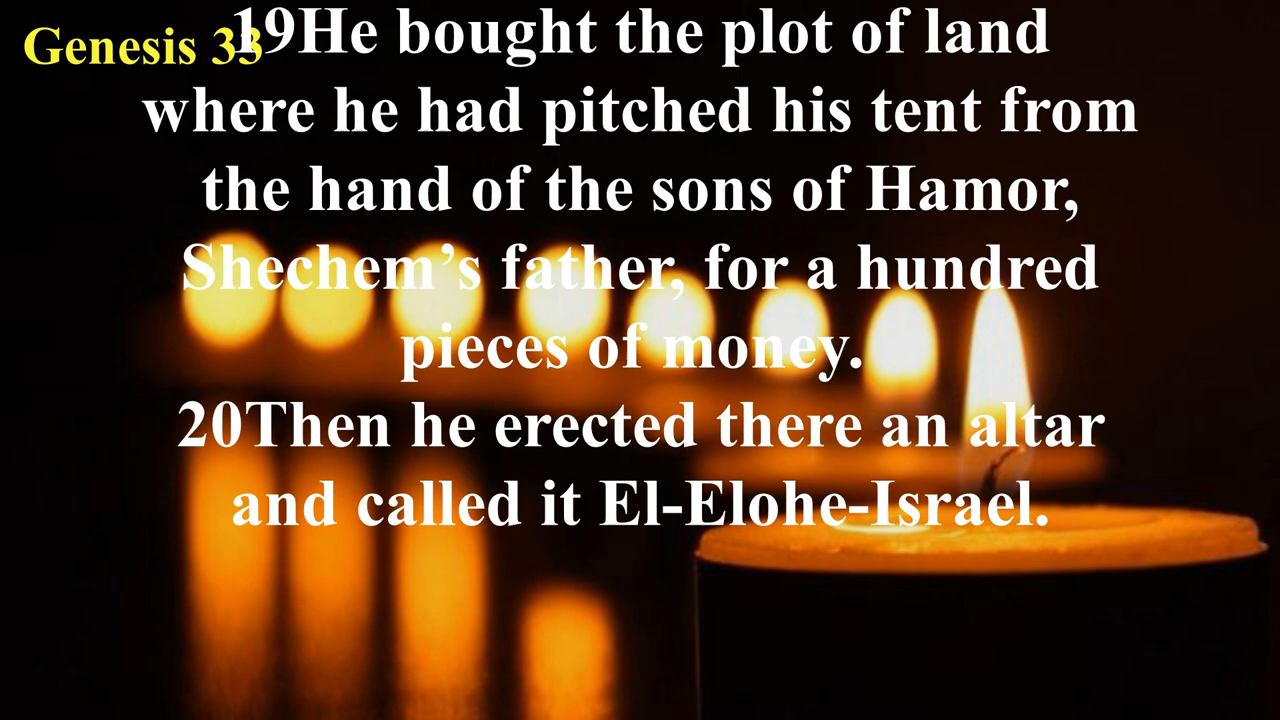 Genesis 33
19He bought the plot of land
where he had pitched his tent from
the hand of the sons of Hamor,
Shechem’s father, for a hundred
pieces of money.
20Then he erected there an altar
and called it El-Elohe-Israel.